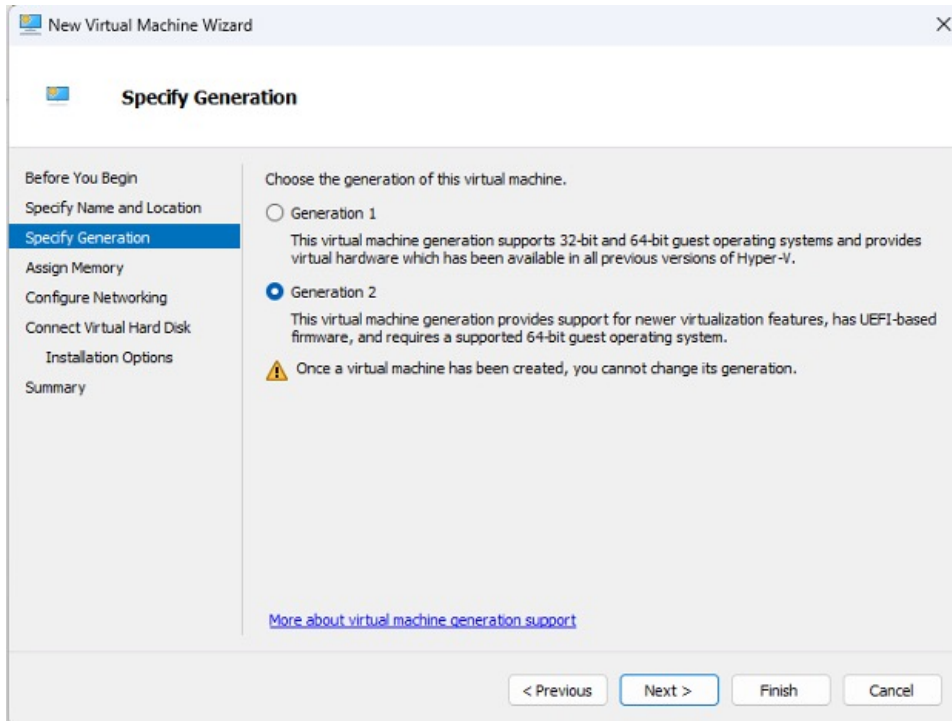 New Virtual Machine Wizard
Specify Generation
Before You Begin
Specify Name and Location
Specify Generation
Assign Memory
Configure Networking
Connect Virtual Hard Disk
Installation Options
Summary
Choose the generation of this virtual machine.
Generation 1
This virtual machine generation supports 32-bit and 64-bit guest operating systems and provides
virtual hardware which has been available in all previous versions of Hyper-V.
Generation 2
This virtual machine generation provides support for newer virtualization features, has UEFI-based
firmware, and requires a supported 64-bit guest operating system.
Once a virtual machine has been created, you cannot change its generation.
More about virtual machine generation support
< Previous
Next >
Finish
Cancel